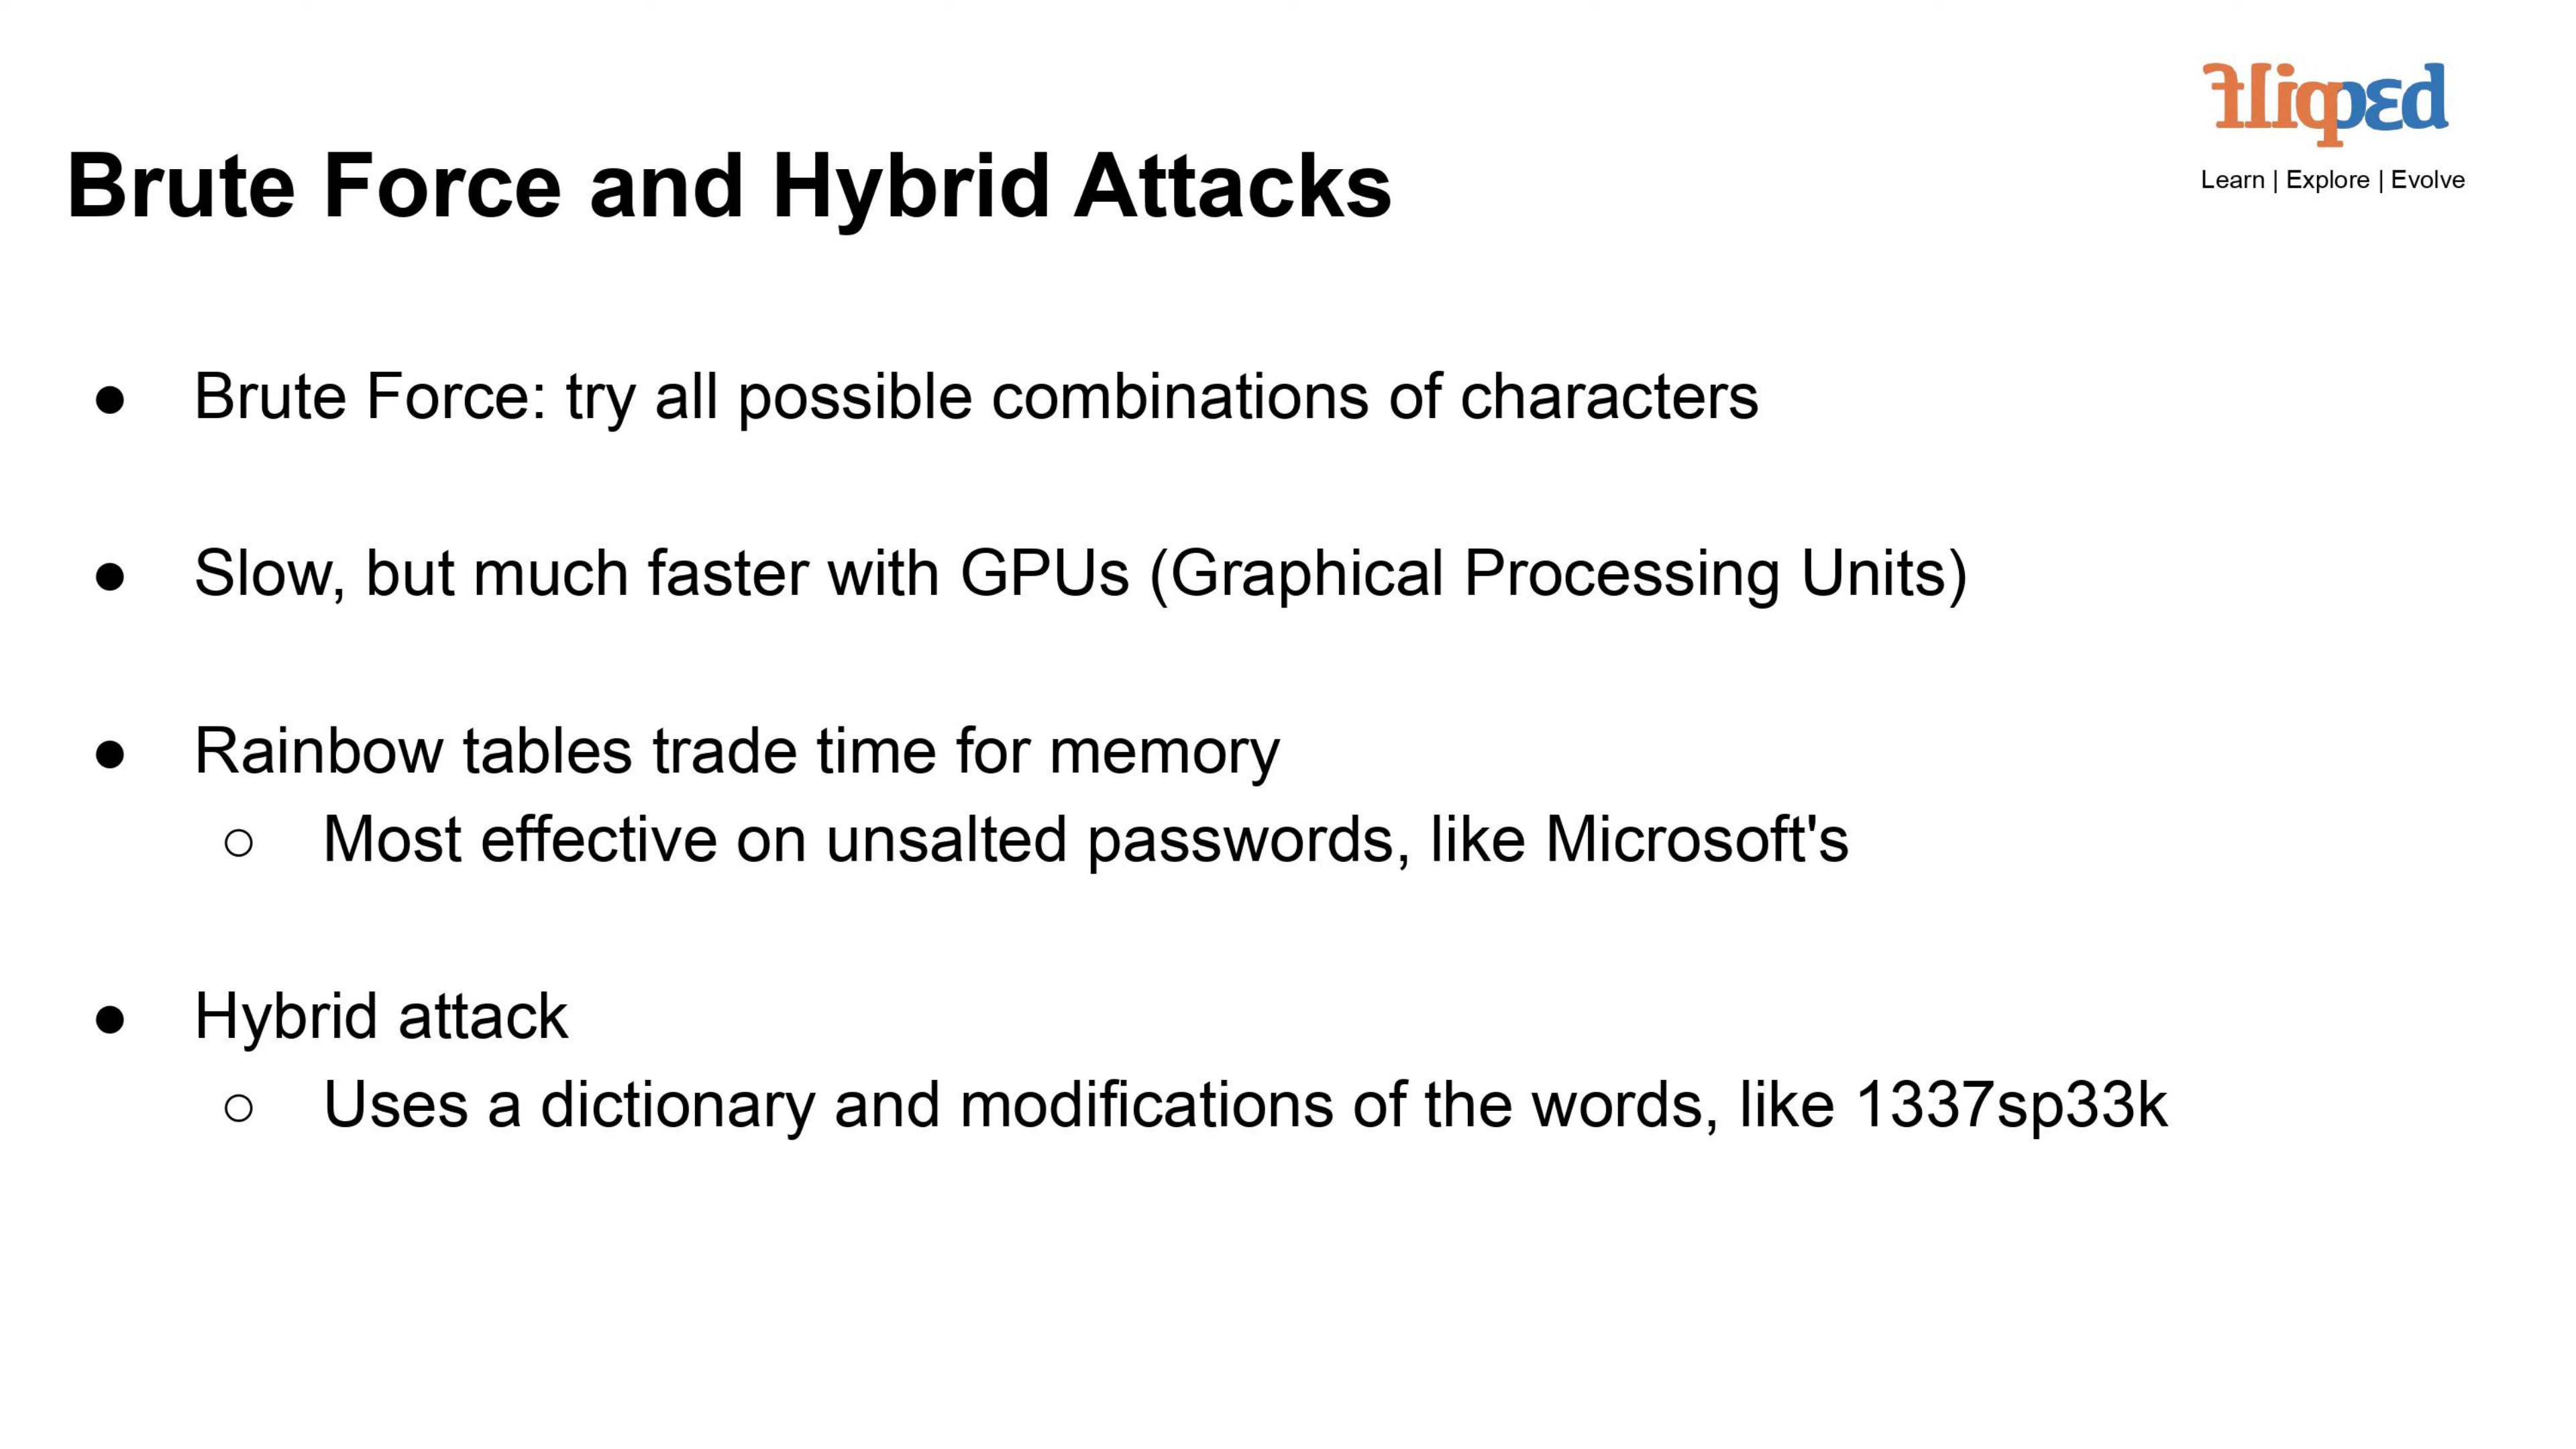 flipped
Learn | Explore | Evolve
Brute Force and Hybrid Attacks
● Brute Force: try all possible combinations of characters
● Slow, but much faster with GPUs (Graphical Processing Units)
● Rainbow tables trade time for memory
○ Most effective on unsalted passwords, like Microsoft's
● Hybrid attack
○ Uses a dictionary and modifications of the words, like 1337sp33k